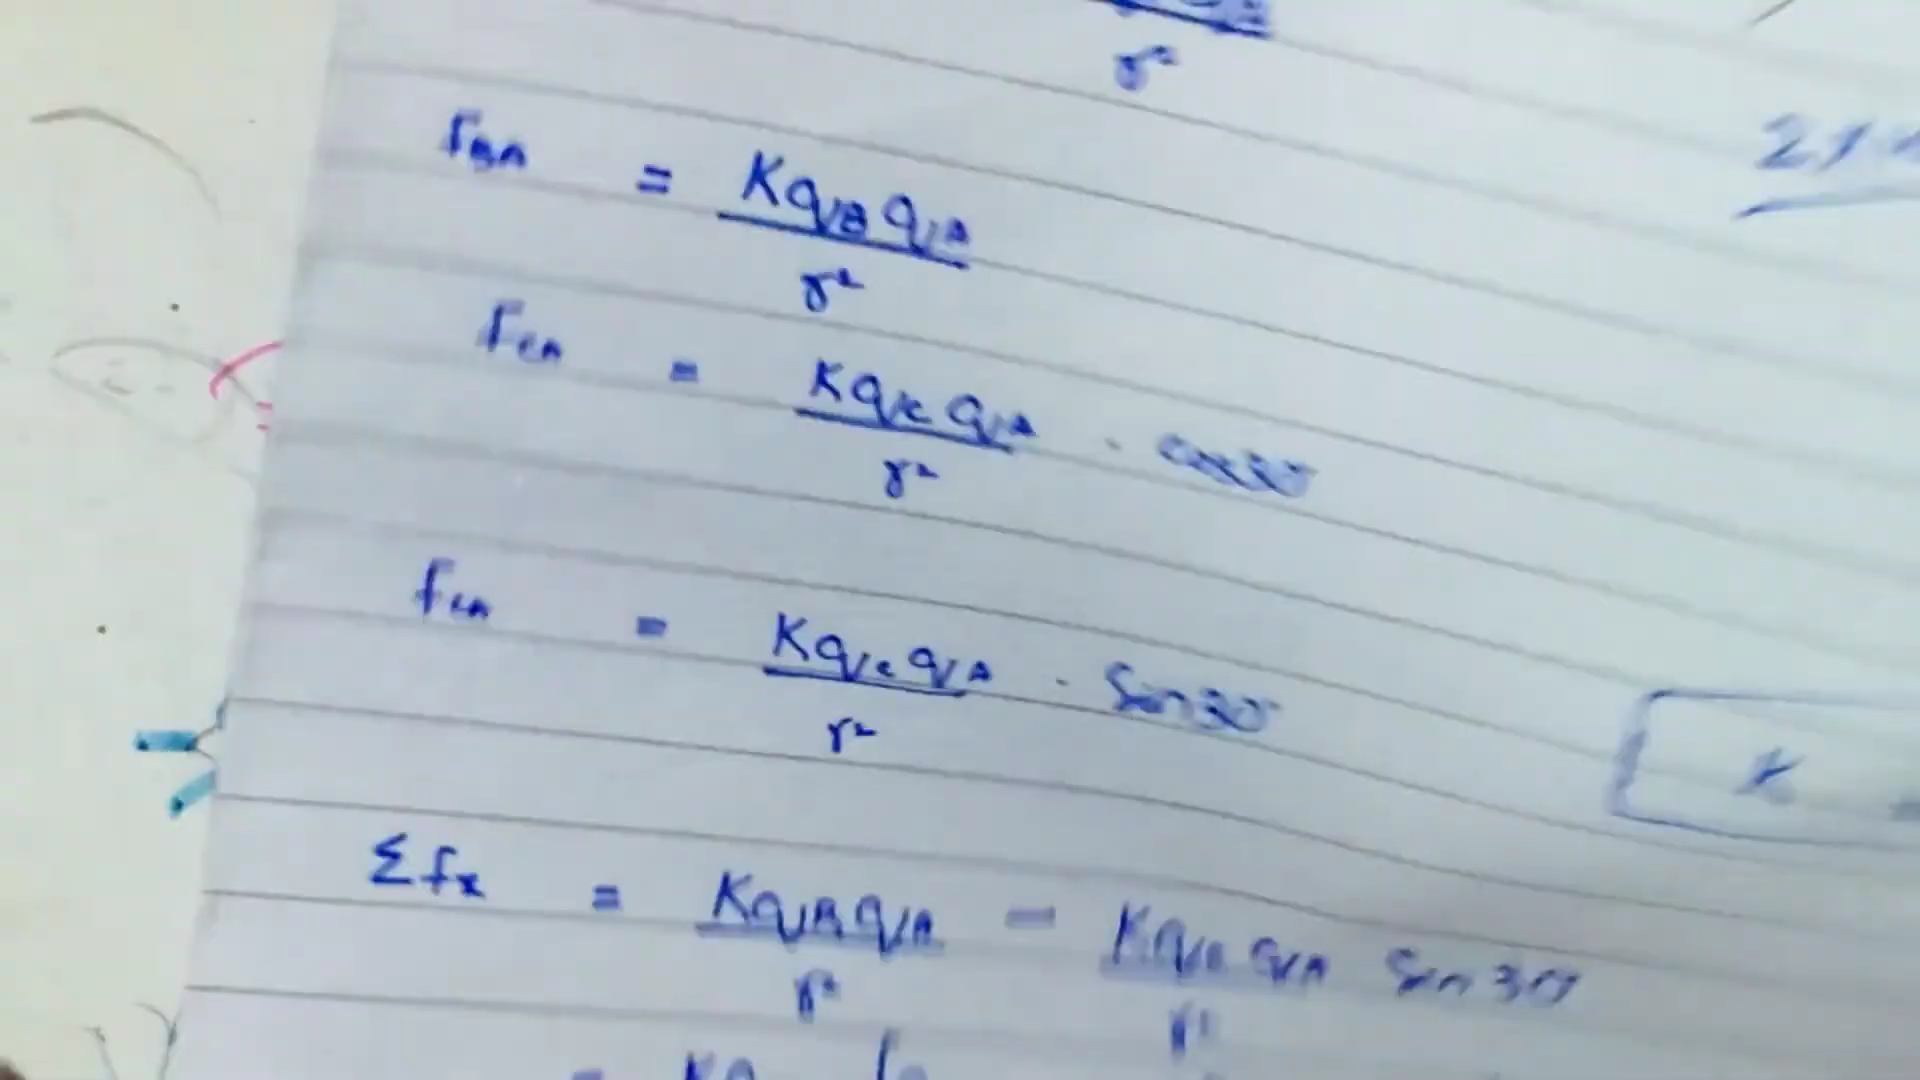 r²
F_BA = Kq_B q_A / r²
F_CA = Kq_C q_A / r² · cos30
F_CA = Kq_C q_A / r² · Sin30
ΣF_x = Kq_B q_A / r² − Kq_C q_A / r² Sin30